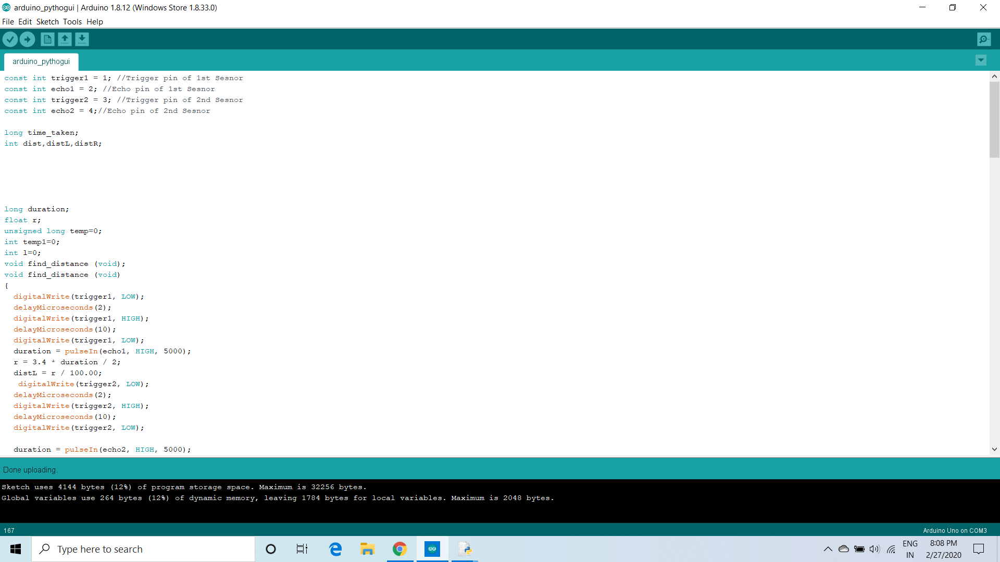 arduino_pythogui | Arduino 1.8.12 (Windows Store 1.8.33.0)
File Edit Sketch Tools Help
arduino_pythogui
const int trigger1 = 1; //Trigger pin of 1st Sesnor
const int echo1 = 2; //Echo pin of 1st Sesnor
const int trigger2 = 3; //Trigger pin of 2nd Sesnor
const int echo2 = 4;//Echo pin of 2nd Sesnor
long time_taken;
int dist,distL,distR;
long duration;
float r;
unsigned long temp=0;
int temp1=0;
int l=0;
void find_distance (void);
void find_distance (void)
{
digitalWrite(trigger1, LOW);
delayMicroseconds(2);
digitalWrite(trigger1, HIGH);
delayMicroseconds(10);
digitalWrite(trigger1, LOW);
duration = pulseIn(echo1, HIGH, 5000);
r = 3.4 * duration / 2;
distL = r / 100.00;
digitalWrite(trigger2, LOW);
delayMicroseconds(2);
digitalWrite(trigger2, HIGH);
delayMicroseconds(10);
digitalWrite(trigger2, LOW);
duration = pulseIn(echo2, HIGH, 5000);
Done uploading.
Sketch uses 4144 bytes (12%) of program storage space. Maximum is 32256 bytes.
Global variables use 264 bytes (12%) of dynamic memory, leaving 1784 bytes for local variables. Maximum is 2048 bytes.
167
Arduino Uno on COM3
Type here to search
ENG
IN
8:08 PM
2/27/2020